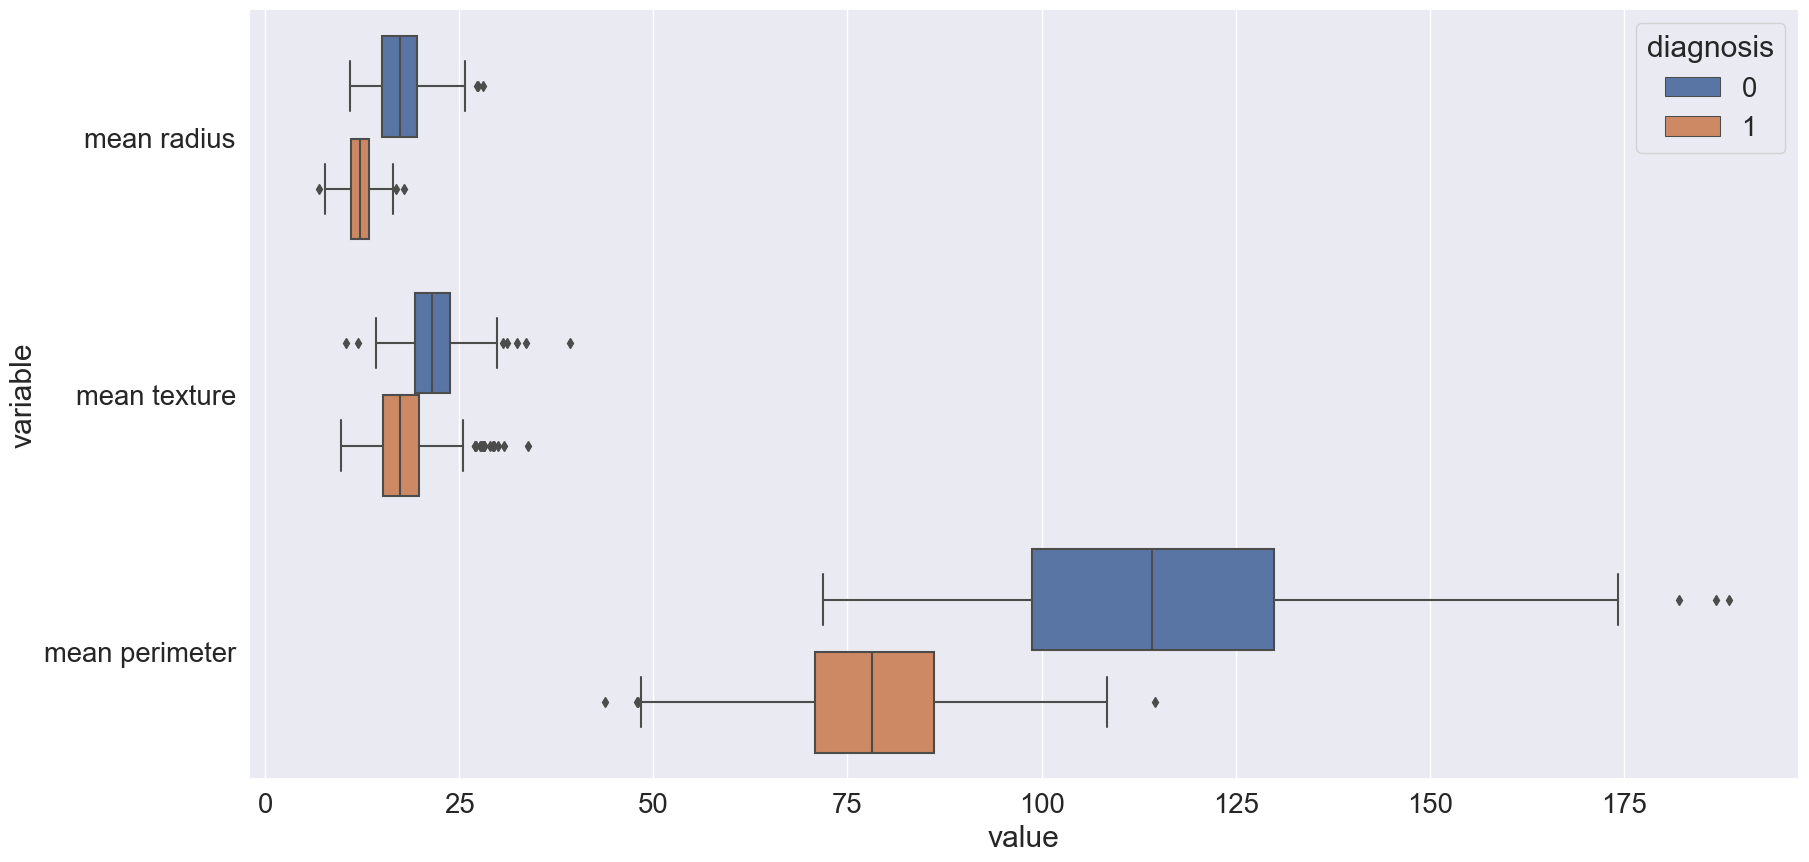 diagnosis
0
1
mean radius
mean texture
mean perimeter
variable
0 25 50 75 100 125 150 175
value